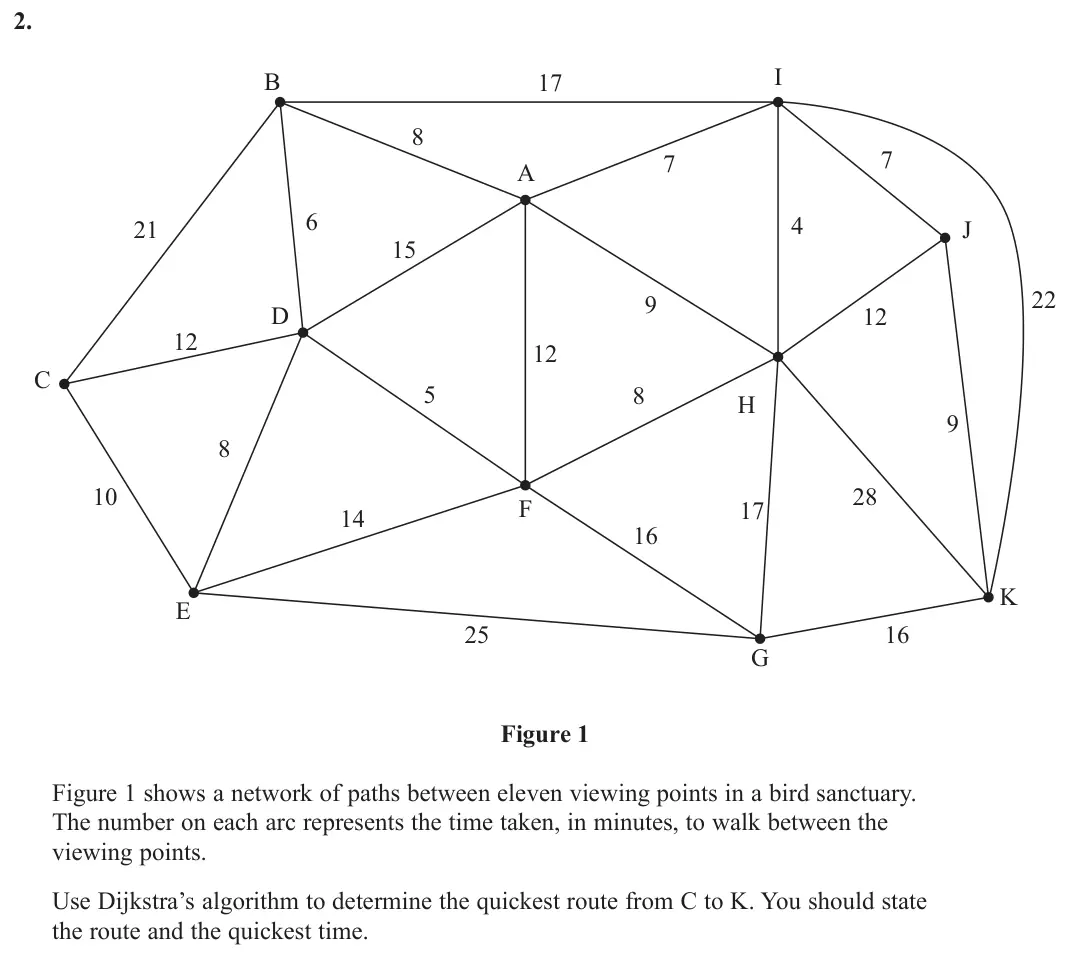 2.
B
17
I
8
A
7
7
21
6
15
4
J
22
D
12
9
12
12
C
5
8
H
8
9
10
14
F
17
28
16
E
25
K
16
G
Figure 1
Figure 1 shows a network of paths between eleven viewing points in a bird sanctuary.
The number on each arc represents the time taken, in minutes, to walk between the
viewing points.
Use Dijkstra’s algorithm to determine the quickest route from C to K. You should state
the route and the quickest time.